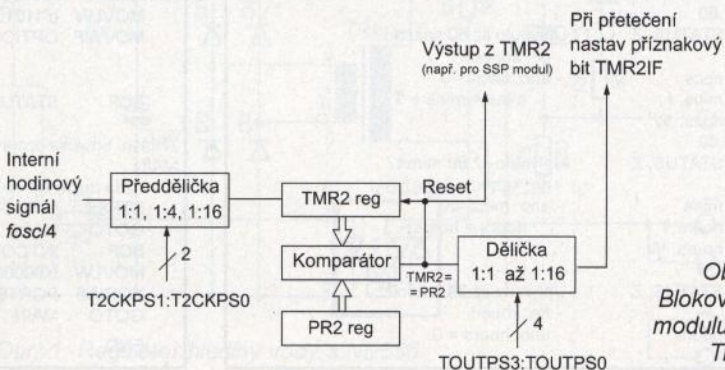 Při přetečení
nastav příznakový
bit TMR2IF
Výstup z TMR2
(např. pro SSP modul)
Interní
hodinový
signál
fosc/4
Předdělička
1:1, 1:4, 1:16
2
T2CKPS1:T2CKPS0
TMR2 reg
Reset
Komparátor
TMR2=
= PR2
PR2 reg
Dělička
1:1 až 1:16
4
TOUTPS3:TOUTPS0
Blokov
modulu